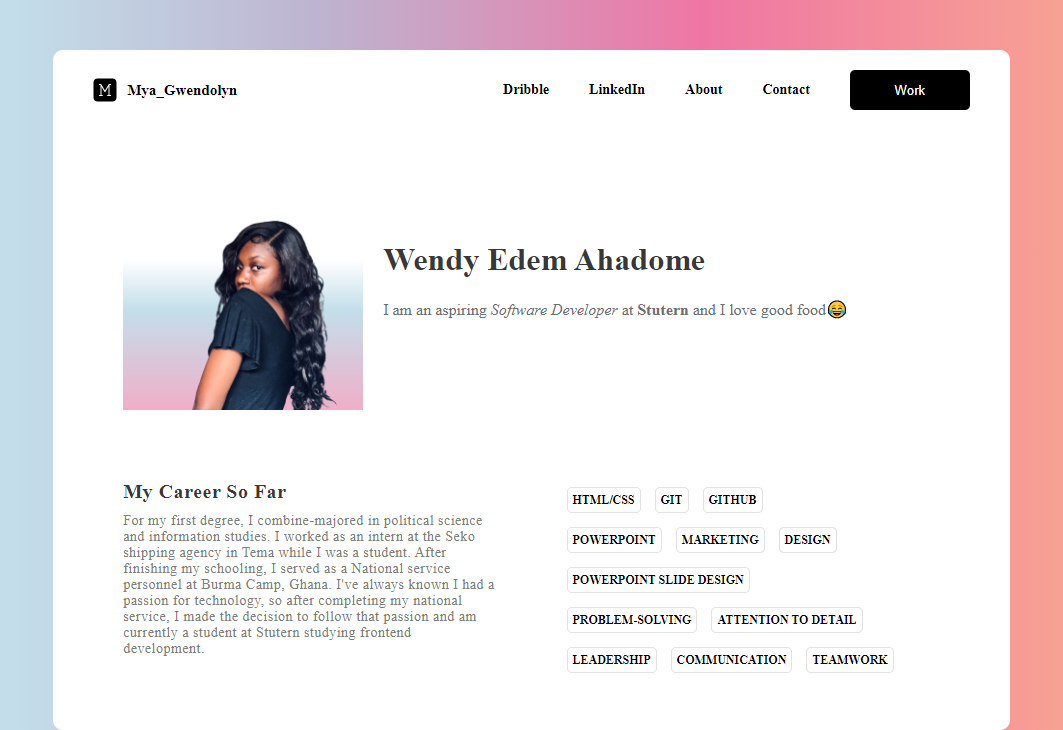 M Mya_Gwendolyn Dribble LinkedIn About Contact Work
Wendy Edem Ahadome
I am an aspiring Software Developer at Stutern and I love good food😂
My Career So Far
For my first degree, I combine-majored in political science
and information studies. I worked as an intern at the Seko
shipping agency in Tema while I was a student. After
finishing my schooling, I served as a National service
personnel at Burma Camp, Ghana. I've always known I had a
passion for technology, so after completing my national
service, I made the decision to follow that passion and am
currently a student at Stutern studying frontend
development.
HTML/CSS GIT GITHUB
POWERPOINT MARKETING DESIGN
POWERPOINT SLIDE DESIGN
PROBLEM-SOLVING ATTENTION TO DETAIL
LEADERSHIP COMMUNICATION TEAMWORK